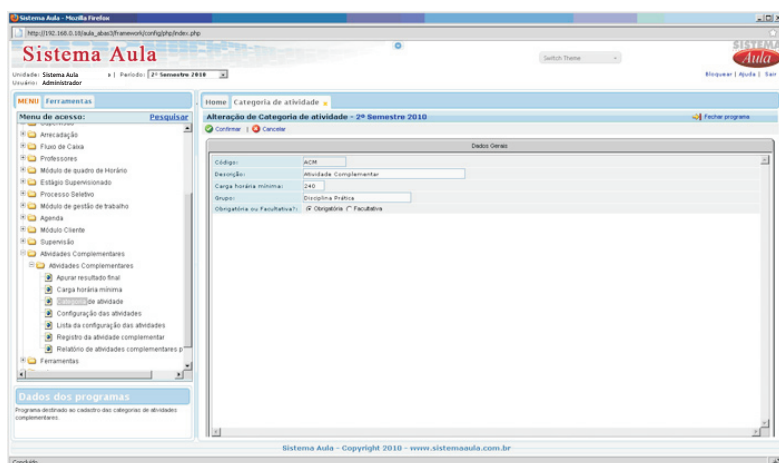 Sistema Aula - Mozilla Firefox
http://192.168.0.18/aula_abas3/framework/config/php/index.php
Sistema Aula
Switch Theme
SISTEMA
Aula
Unidade: Sistema Aula | Período: 2º Semestre 2010
Bloquear | Ajuda | Sair
Usuário: Administrador
MENU Ferramentas
Home Categoria de atividade
Menu de acesso: Pesquisar
Alteração de Categoria de atividade - 2º Semestre 2010
Fechar programa
Confirmar | Cancelar
Dados Gerais
Arrecadação
Fluxo de Caixa
Professores
Módulo de quadro de Horário
Estágio Supervisionado
Processo Seletivo
Módulo de gestão de trabalho
Agenda
Módulo Cliente
Supervisão
Atividades Complementares
Atividades Complementares
Apurar resultado final
Carga horária mínima
Categoria de atividade
Configuração das atividades
Lista da configuração das atividades
Registro da atividade complementar
Relatório de atividades complementares p
Ferramentas
Código: ACM
Descrição: Atividade Complementar
Carga horária mínima: 240
Grupo: Disciplina Prática
Obrigatória ou Facultativa?: Obrigatória Facultativa
Dados dos programas
Programa destinado ao cadastro das categorias de atividades
complementares.
Sistema Aula - Copyright 2010 - www.sistemaaula.com.br
Concluído